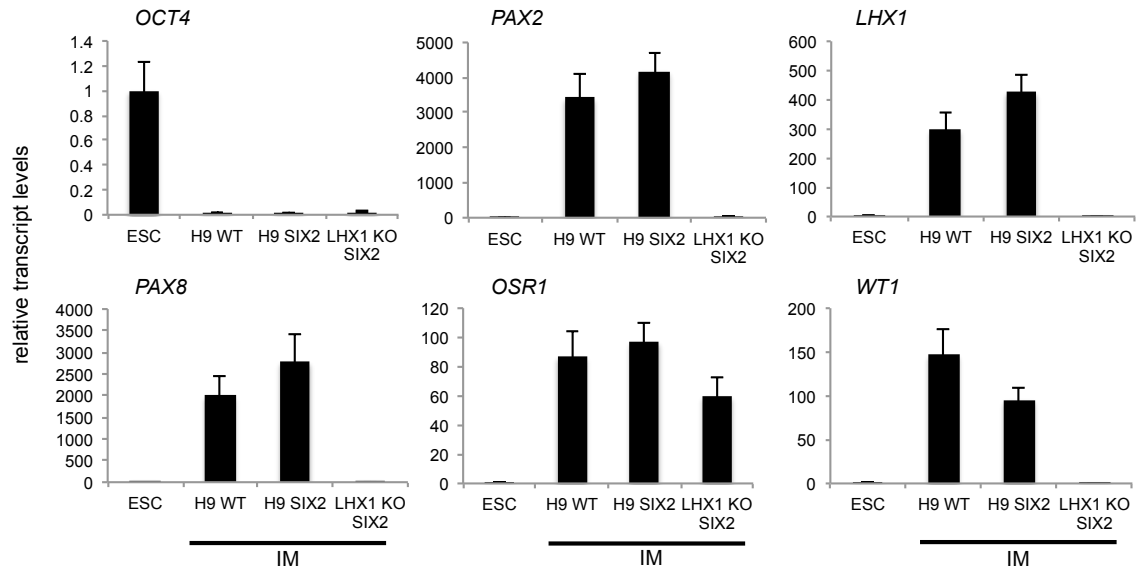 OCT4
1.4
1.2
1
0.8
0.6
0.4
0.2
0
ESC
H9 WT
H9 SIX2
LHX1 KO
SIX2
PAX2
5000
4000
3000
2000
1000
0
ESC
H9 WT
H9 SIX2
LHX1 KO
SIX2
LHX1
600
500
400
300
200
100
0
ESC
H9 WT
H9 SIX2
LHX1 KO
SIX2
relative transcript levels
PAX8
4000
3500
3000
2500
2000
1500
1000
500
0
ESC
H9 WT
H9 SIX2
LHX1 KO
SIX2
IM
OSR1
120
100
80
60
40
20
0
ESC
H9 WT
H9 SIX2
LHX1 KO
SIX2
IM
WT1
200
150
100
50
0
ESC
H9 WT
H9 SIX2
LHX1 KO
SIX2
IM